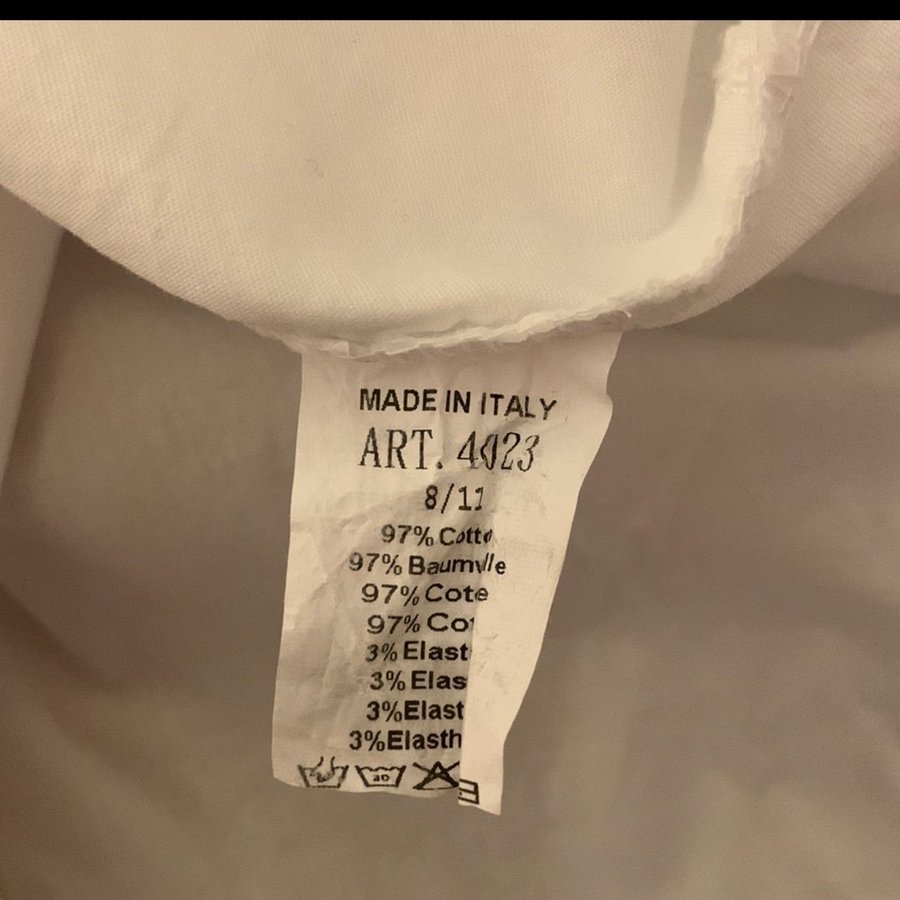 MADE IN ITALY
ART. 4023
8/11
97% Cotto
97%
97% Cote
97% Cot
3% Elast
3% Elas
3%Elast
3%Elasth
30